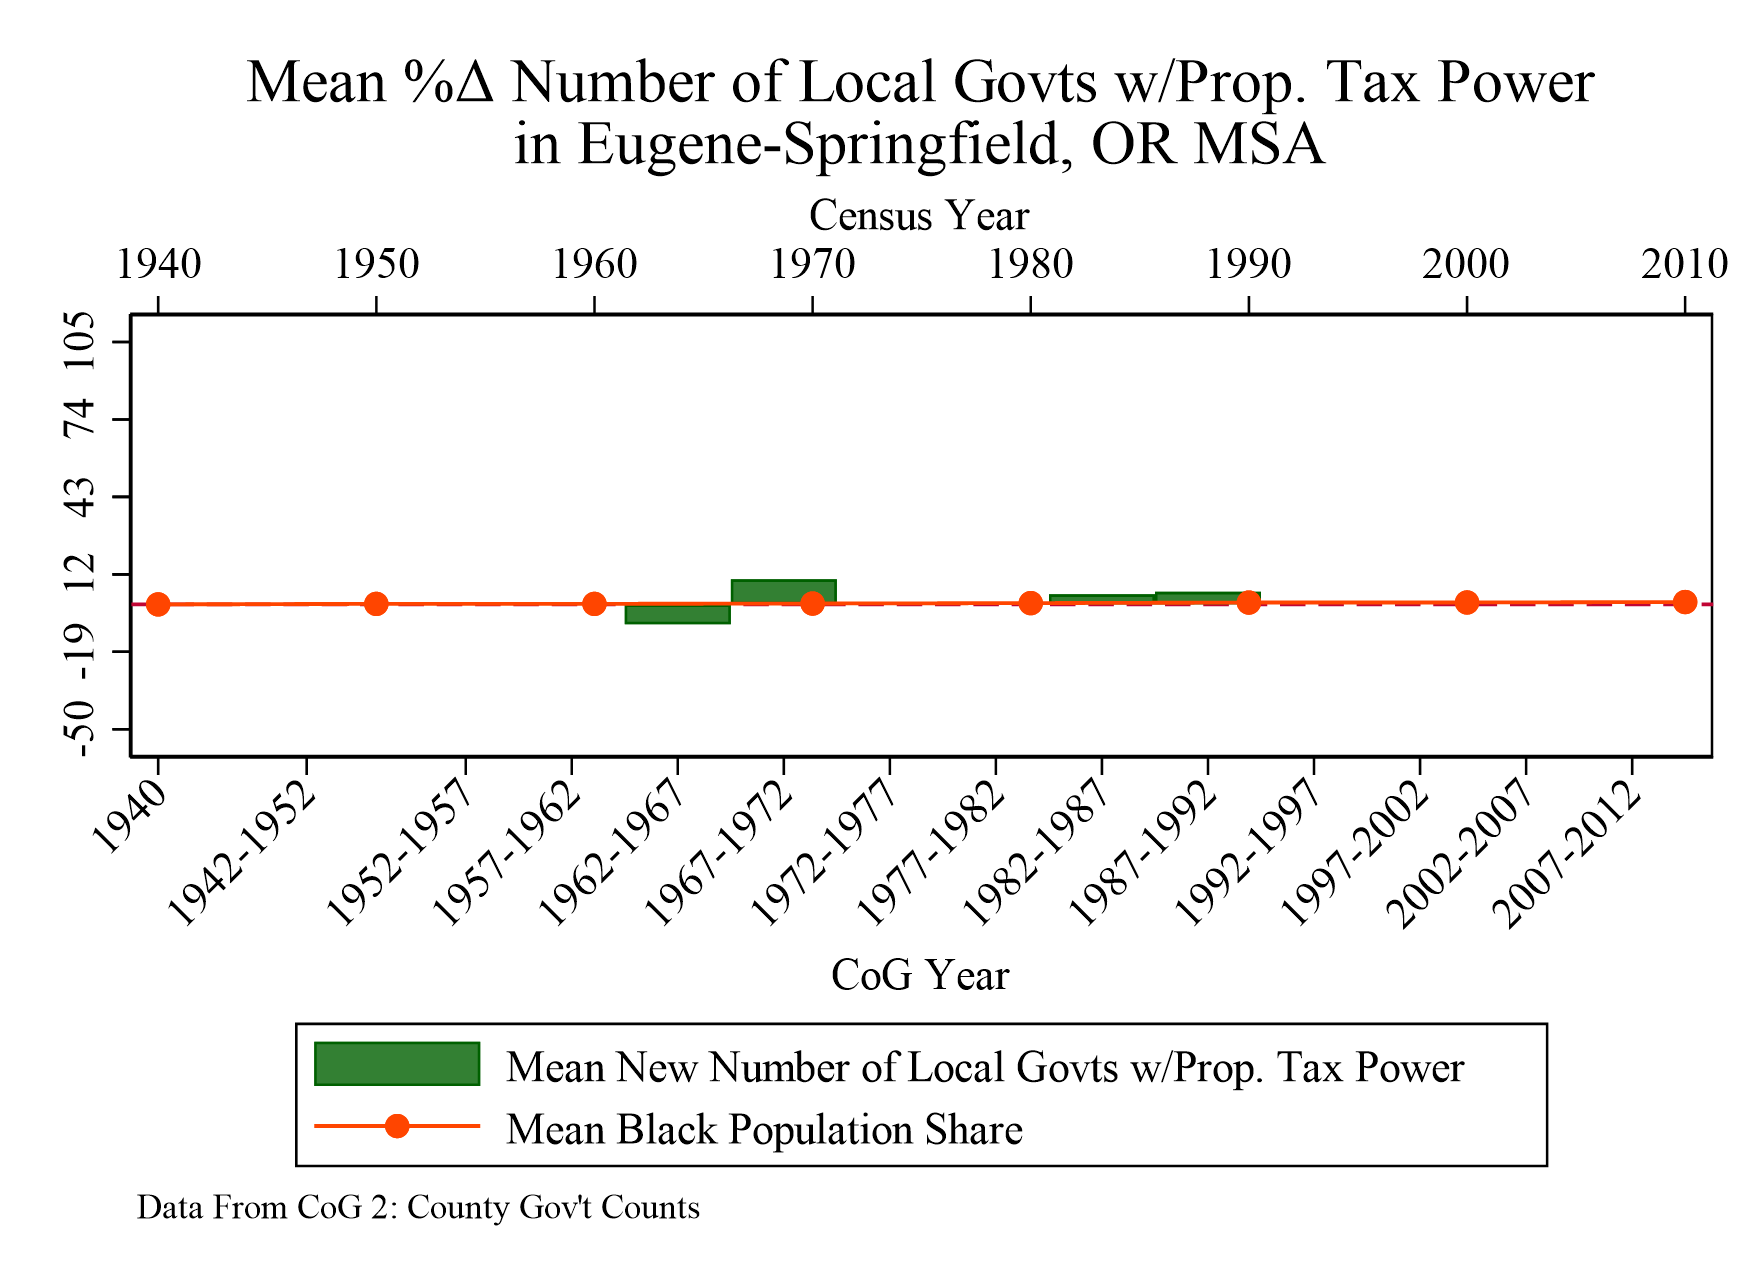 Mean %Δ Number of Local Govts w/Prop. Tax Power
in Eugene-Springfield, OR MSA
Census Year
1940 1950 1960 1970 1980 1990 2000 2010
105
74
43
12
-19
-50
1940 1942-1952 1952-1957 1957-1962 1962-1967 1967-1972 1972-1977 1977-1982 1982-1987 1987-1992 1992-1997 1997-2002 2002-2007 2007-2012
CoG Year
Mean New Number of Local Govts w/Prop. Tax Power
Mean Black Population Share
Data From CoG 2: County Gov't Counts